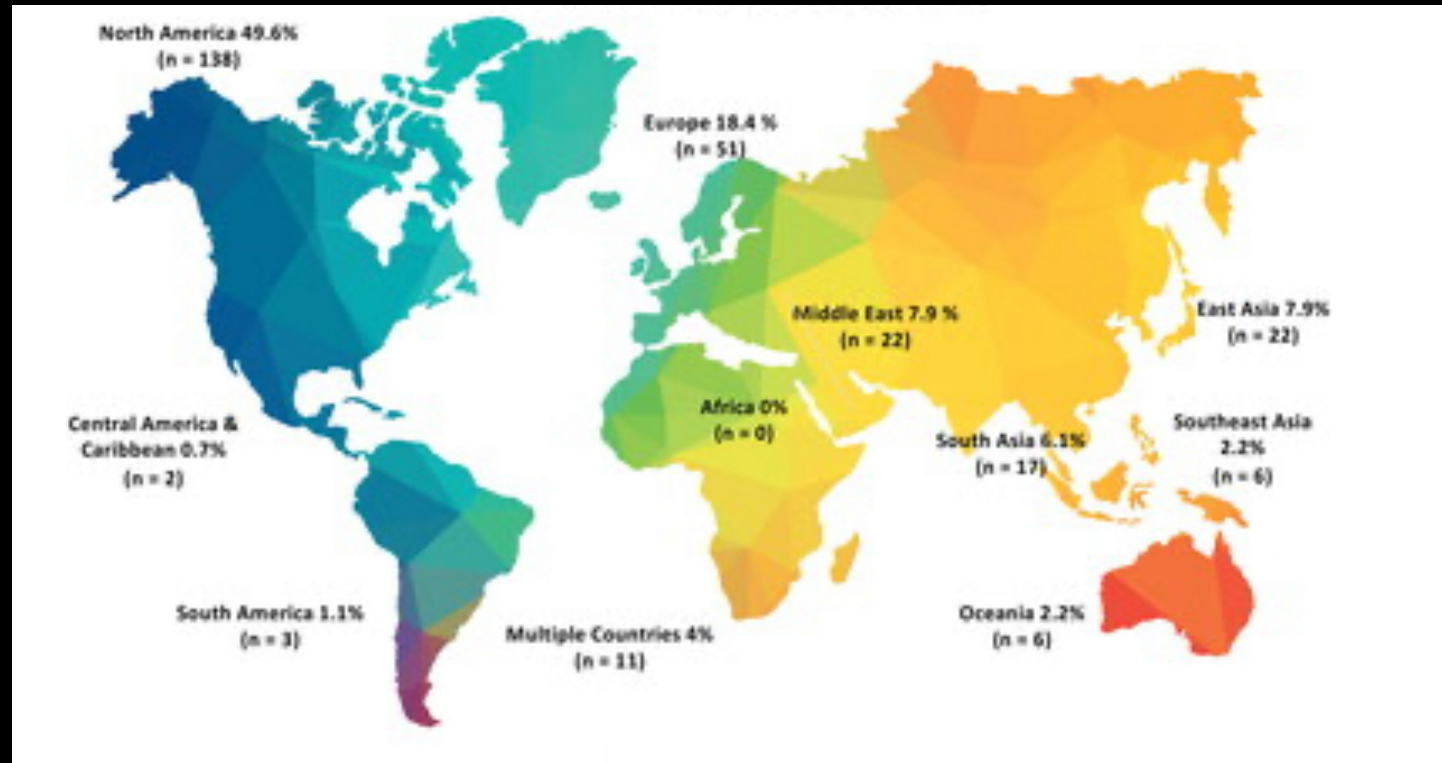 North America 49.6%
(n = 138)
Europe 18.4 %
(n = 51)
Middle East 7.9 %
(n = 22)
East Asia 7.9%
(n = 22)
Africa 0%
(n = 0)
Central America &
Caribbean 0.7%
(n = 2)
South Asia 6.1%
(n = 17)
Southeast Asia
2.2%
(n = 6)
South America 1.1%
(n = 3)
Multiple Countries 4%
(n = 11)
Oceania 2.2%
(n = 6)